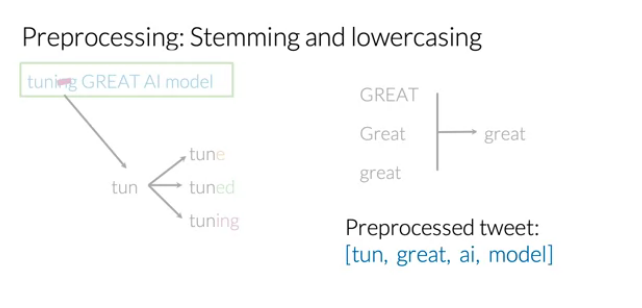 Preprocessing: Stemming and lowercasing
tuning GREAT AI model
tun
tune
tuned
tuning
GREAT
Great
great
great
Preprocessed tweet:
[tun, great, ai, model]